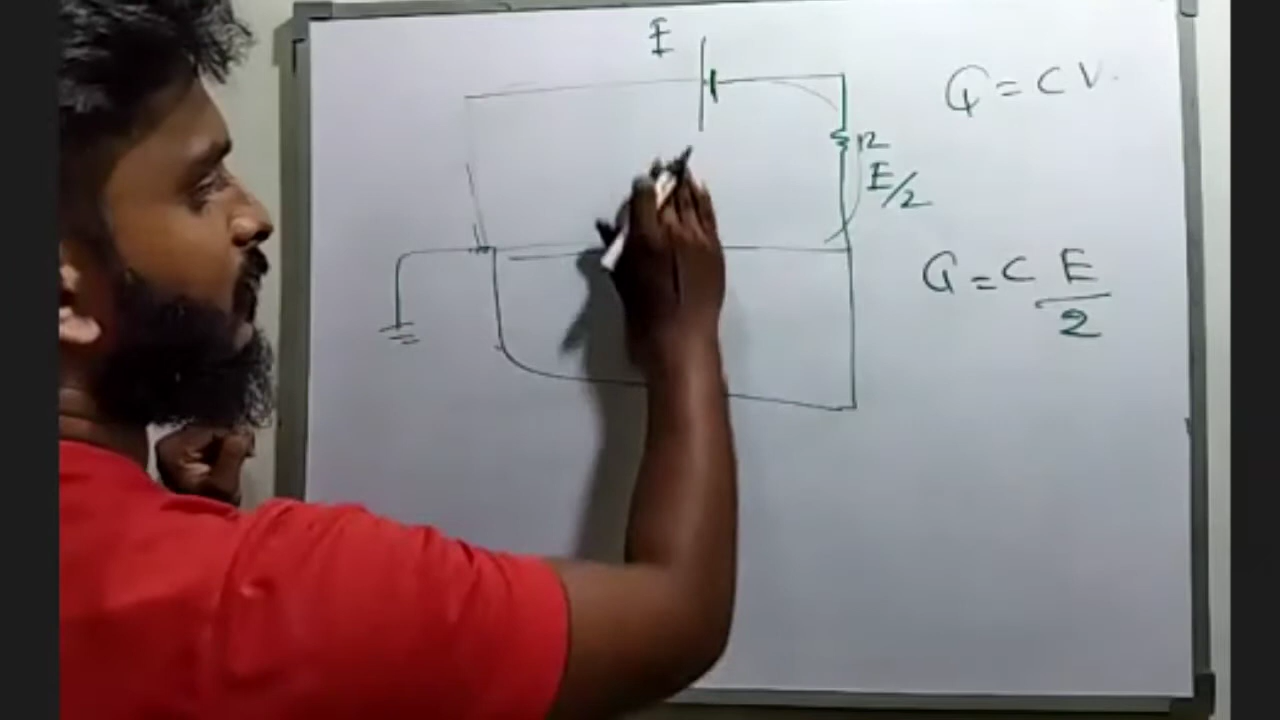 E
Q = CV
R
E/2
Q = C E/2